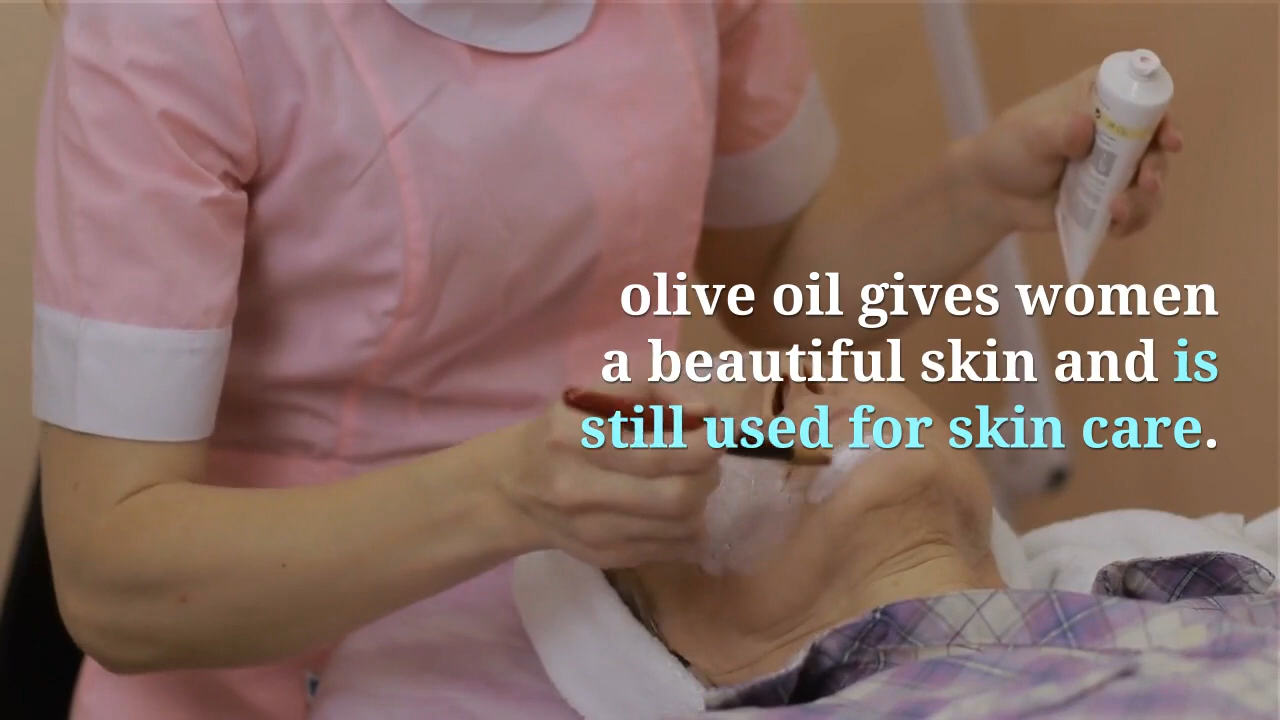 olive oil gives women
a beautiful skin and is
still used for skin care.